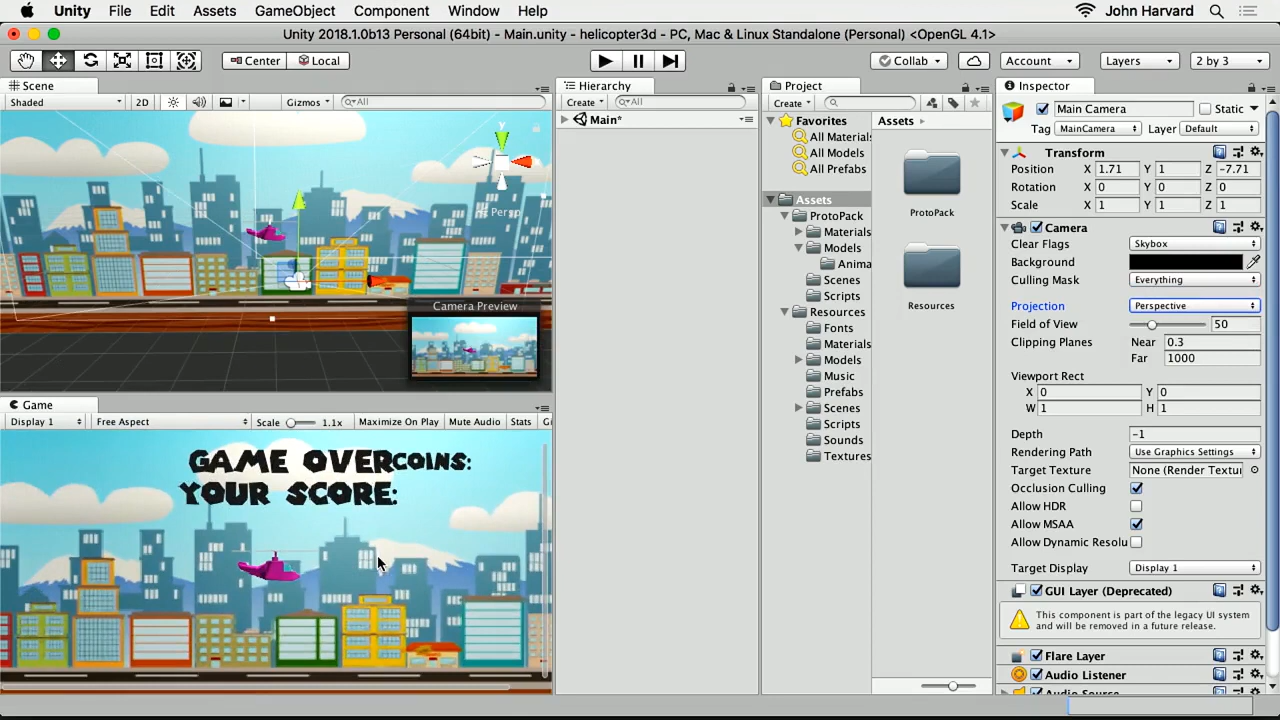 Unity File Edit Assets GameObject Component Window Help John Harvard
Unity 2018.1.0b13 Personal (64bit) - Main.unity - helicopter3d - PC, Mac & Linux Standalone (Personal) <OpenGL 4.1>
Center Local Collab Account Layers 2 by 3
Scene
Shaded 2D Gizmos All
y
Persp
Camera Preview
Game
Display 1 Free Aspect Scale 1.1x Maximize On Play Mute Audio Stats G
GAME OVER COINS:
YOUR SCORE:
Hierarchy
Create All
Main*
Project
Create
Favorites
All Materials
All Models
All Prefabs
Assets
ProtoPack
Materials
Models
Anima
Scenes
Scripts
Resources
Fonts
Materials
Models
Music
Prefabs
Scenes
Scripts
Sounds
Textures
Assets
ProtoPack
Resources
Inspector
Main Camera Static
Tag MainCamera Layer Default
Transform
Position X 1.71 Y 1 Z -7.71
Rotation X 0 Y 0 Z 0
Scale X 1 Y 1 Z 1
Camera
Clear Flags Skybox
Background
Culling Mask Everything
Projection Perspective
Field of View 50
Clipping Planes Near 0.3
Far 1000
Viewport Rect
X 0 Y 0
W 1 H 1
Depth -1
Rendering Path Use Graphics Settings
Target Texture None (Render Textur
Occlusion Culling
Allow HDR
Allow MSAA
Allow Dynamic Resolu
Target Display Display 1
GUI Layer (Deprecated)
This component is part of the legacy UI system
and will be removed in a future release.
Flare Layer
Audio Listener
Audio Source